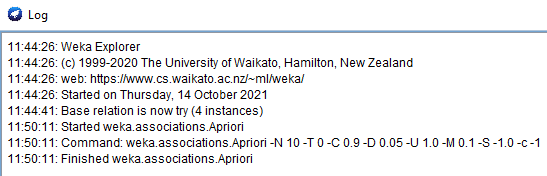 Log
11:44:26: Weka Explorer
11:44:26: (c) 1999-2020 The University of Waikato, Hamilton, New Zealand
11:44:26: web: https://www.cs.waikato.ac.nz/~ml/weka/
11:44:26: Started on Thursday, 14 October 2021
11:44:41: Base relation is now try (4 instances)
11:50:11: Started weka.associations.Apriori
11:50:11: Command: weka.associations.Apriori -N 10 -T 0 -C 0.9 -D 0.05 -U 1.0 -M 0.1 -S -1.0 -c -1
11:50:11: Finished weka.associations.Apriori